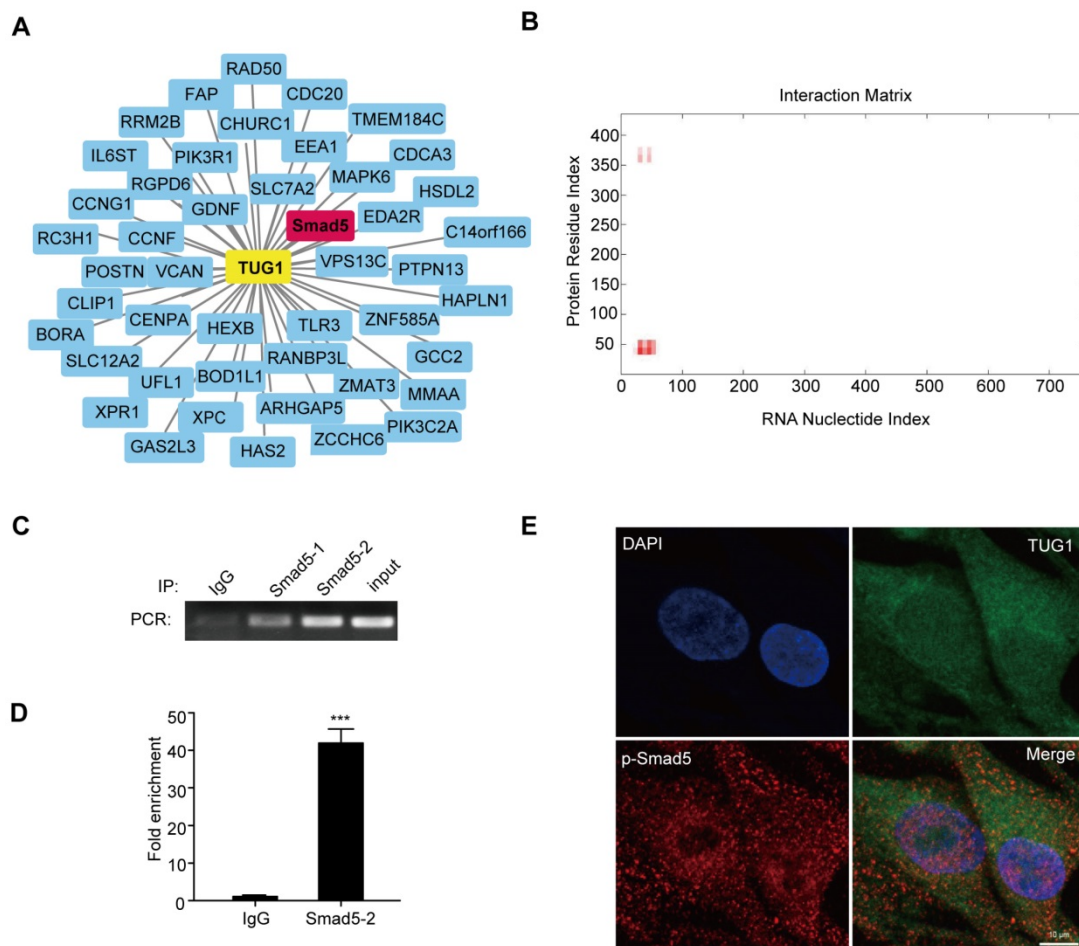 A
RAD50
FAP
CDC20
RRM2B
CHURC1
TMEM184C
EEA1
IL6ST
PIK3R1
CDCA3
RGPD6
SLC7A2
MAPK6
HSDL2
CCNG1
GDNF
EDA2R
Smad5
RC3H1
CCNF
C14orf166
TUG1
VPS13C
POSTN
VCAN
PTPN13
CLIP1
HAPLN1
CENPA
HEXB
TLR3
ZNF585A
BORA
SLC12A2
RANBP3L
GCC2
UFL1
BOD1L1
ZMAT3
MMAA
XPR1
XPC
ARHGAP5
PIK3C2A
GAS2L3
HAS2
ZCCHC6
B
Interaction Matrix
Protein Residue Index
400
350
300
250
200
150
100
50
0 100 200 300 400 500 600 700
RNA Nuclectide Index
C
IP: IgG Smad5-1 Smad5-2 input
PCR:
D
Fold enrichment
50
40
30
20
10
0
***
IgG Smad5-2
E
DAPI
TUG1
p-Smad5
Merge
10 μm